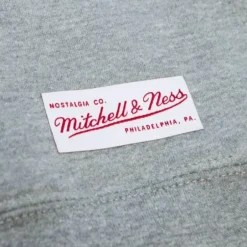 NOSTALGIA CO.
Mitchell & Ness
PHILADELPHIA, PA.